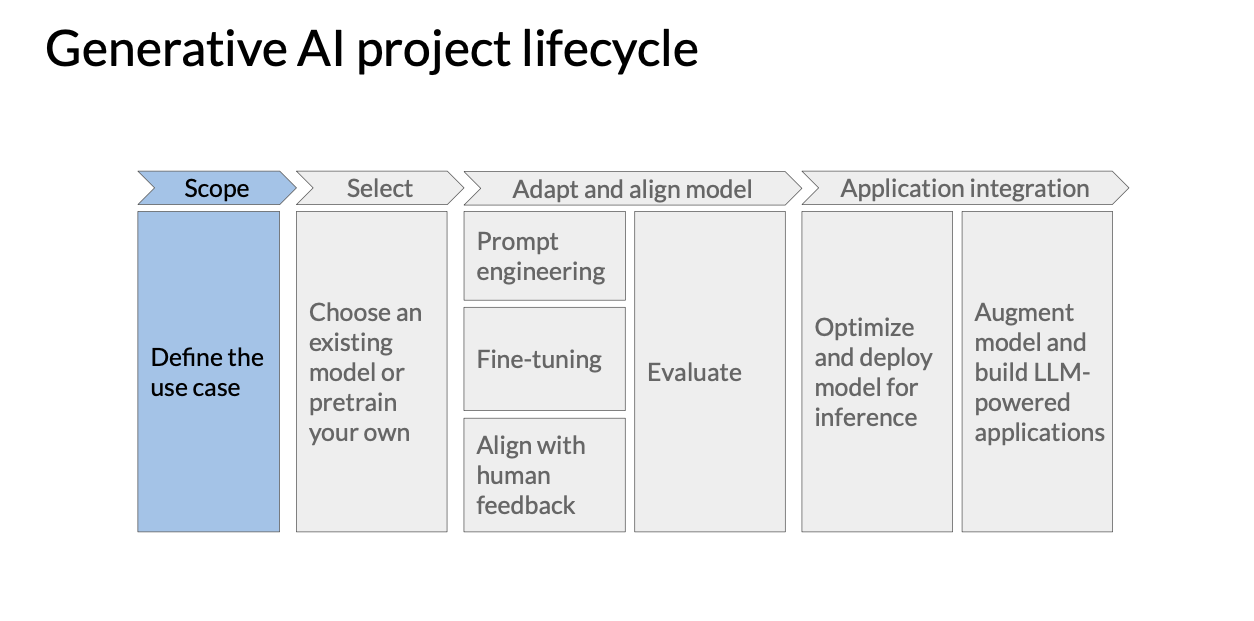 Generative AI project lifecycle
Scope
Select
Adapt and align model
Application integration
Define the
use case
Choose an
existing
model or
pretrain
your own
Prompt
engineering
Fine-tuning
Align with
human
feedback
Evaluate
Optimize
and deploy
model for
inference
Augment
model and
build LLM-
powered
applications